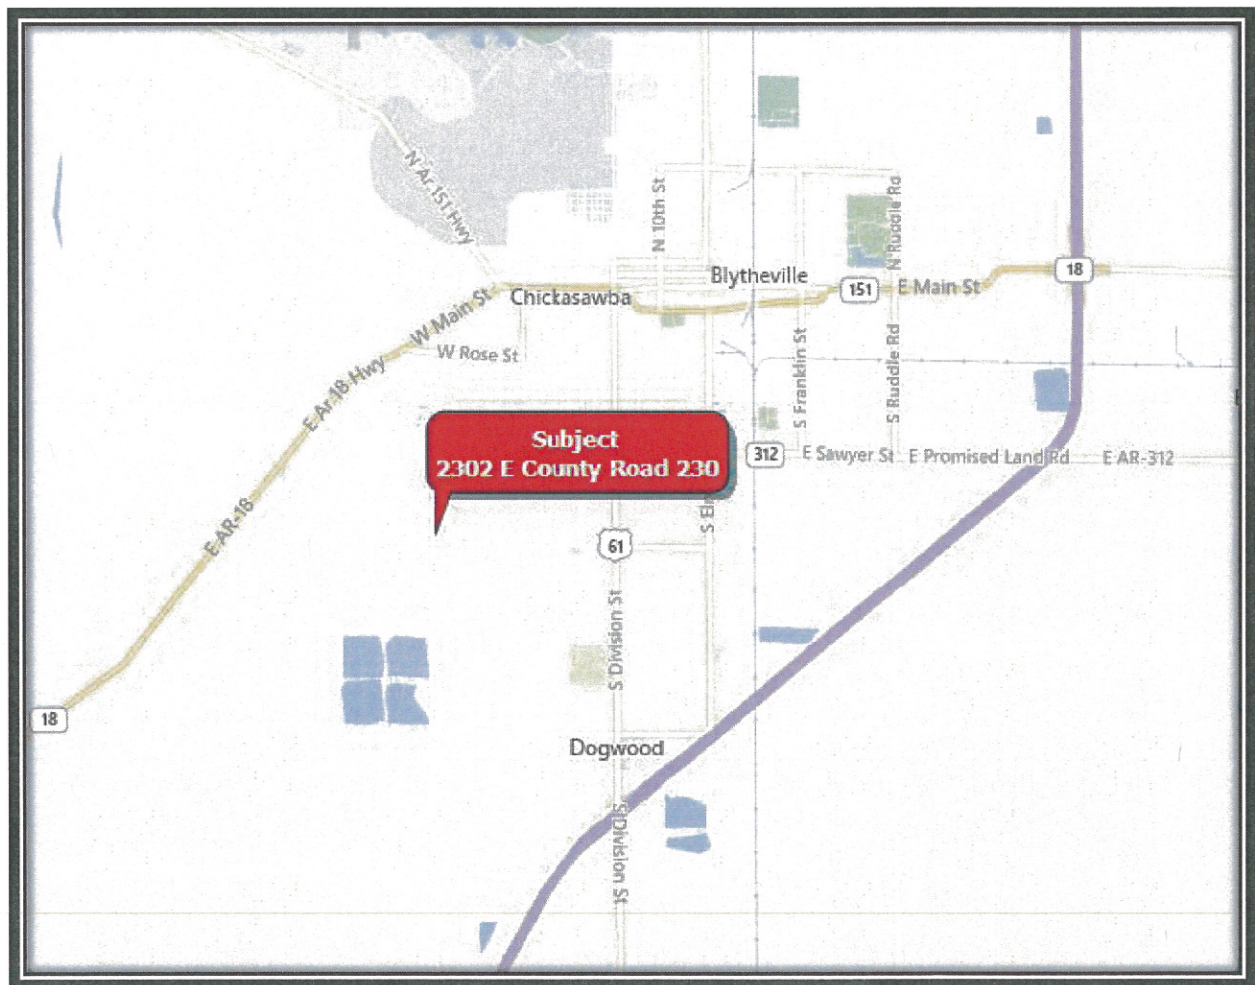 N Ar 151 Hwy
N 10th St
N Ruddle Rd
Blytheville
18
151
E Main St
Chickasawba
W Main St
W Rose St
E Ar 18 Hwy
S Franklin St
S Ruddle Rd
Subject
2302 E County Road 230
312
E Sawyer St
E Promised Land Rd
E AR-312
E AR-18
61
S Division St
18
Dogwood
S Division St